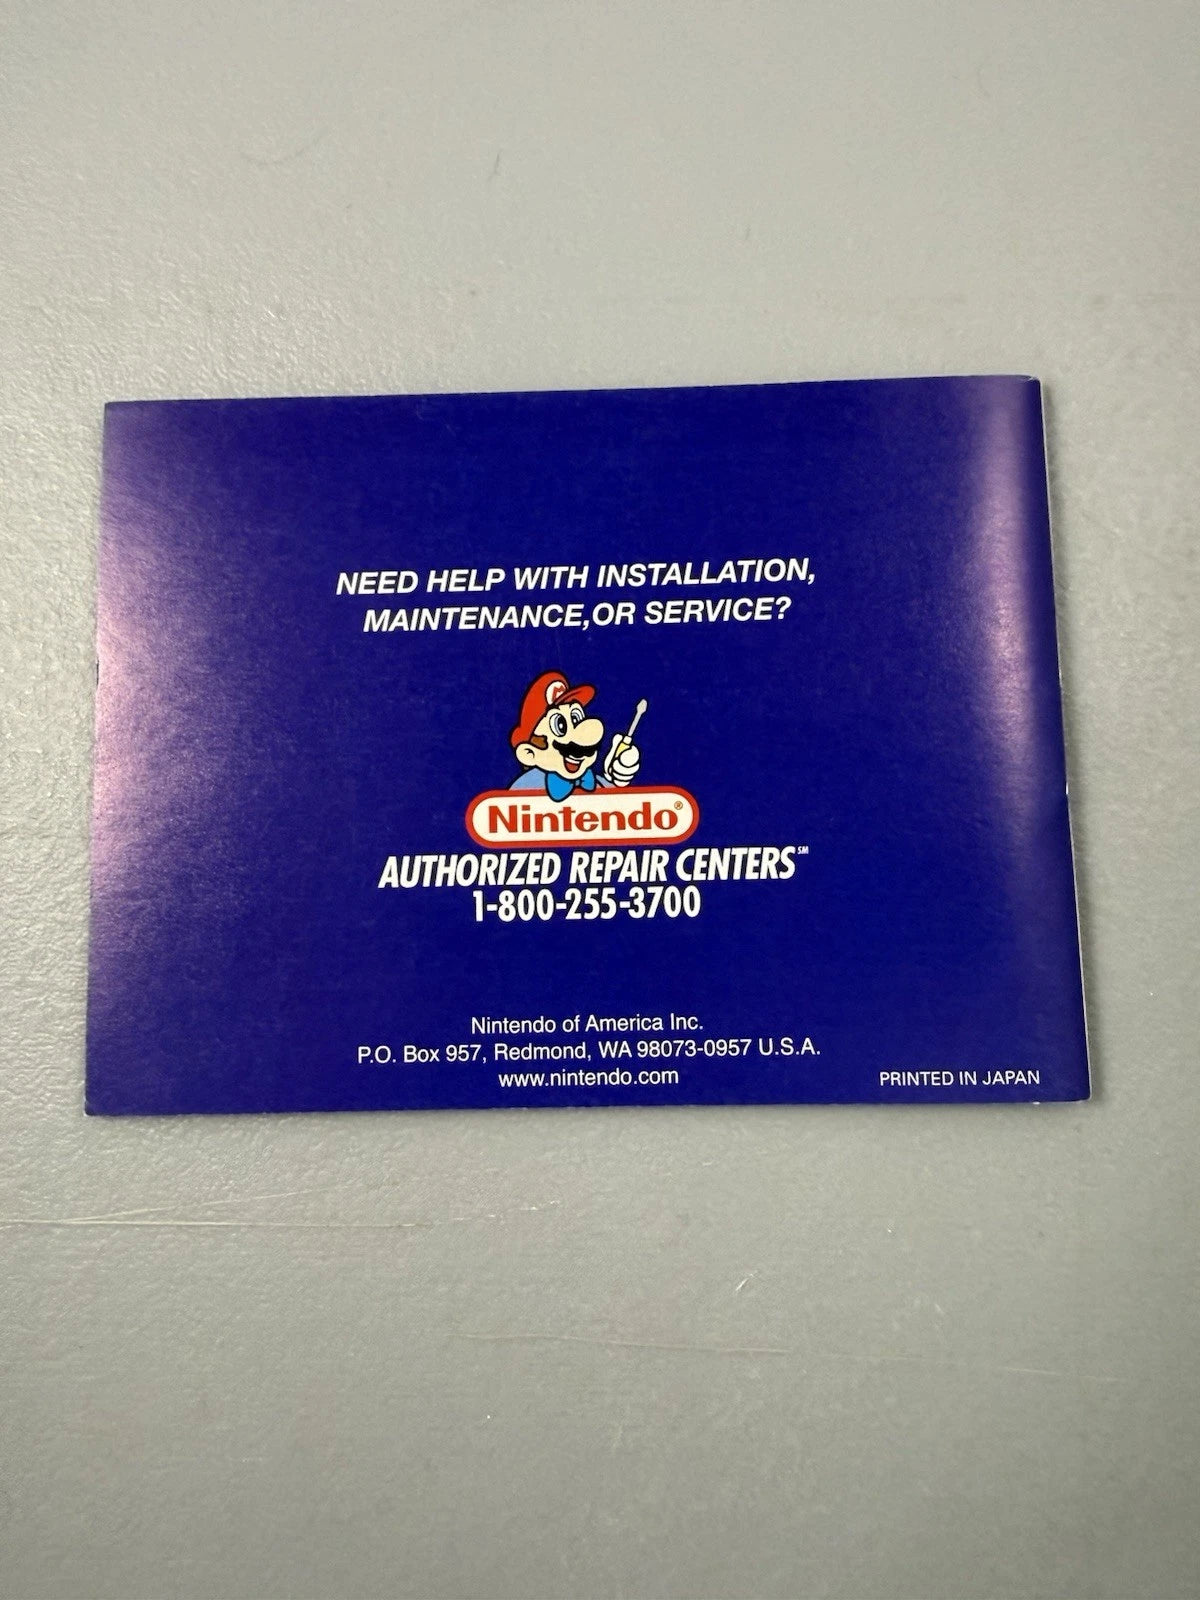 NEED HELP WITH INSTALLATION,
MAINTENANCE,OR SERVICE?
M
Nintendo®
AUTHORIZED REPAIR CENTERS℠
1-800-255-3700
Nintendo of America Inc.
P.O. Box 957, Redmond, WA 98073-0957 U.S.A.
www.nintendo.com
PRINTED IN JAPAN